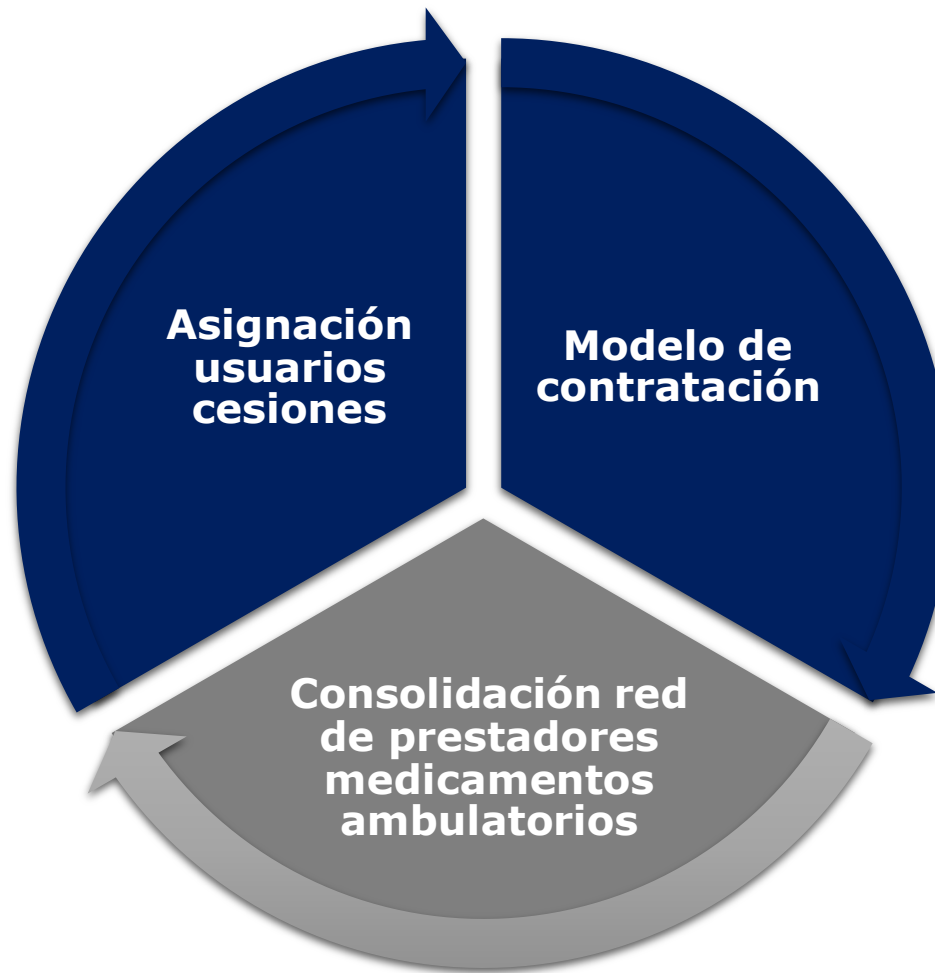 Asignación
usuarios
cesiones
Modelo de
contratación
Consolidación red
de prestadores
medicamentos
ambulatorios